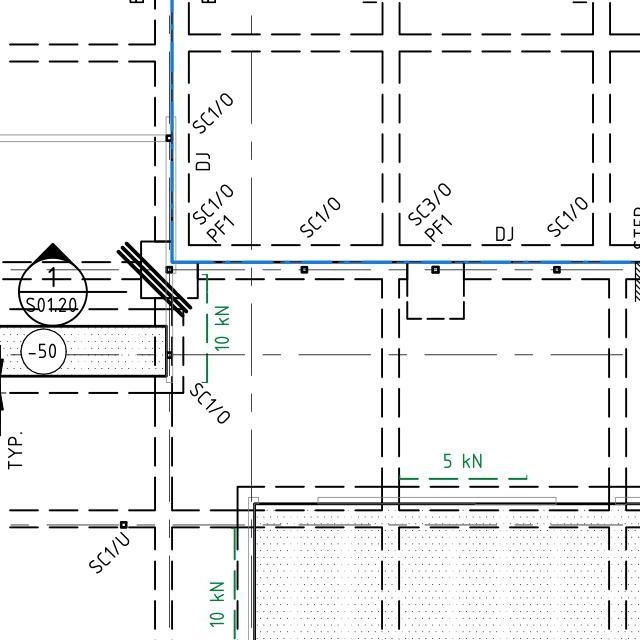 SC1/0
DJ
SC1/0
PF1
SC1/0
SC3/0
PF1
DJ
SC1/0
1
S01.20
10 kN
-50
SC1/0
TYP.
5 kN
SC1/U
10 kN